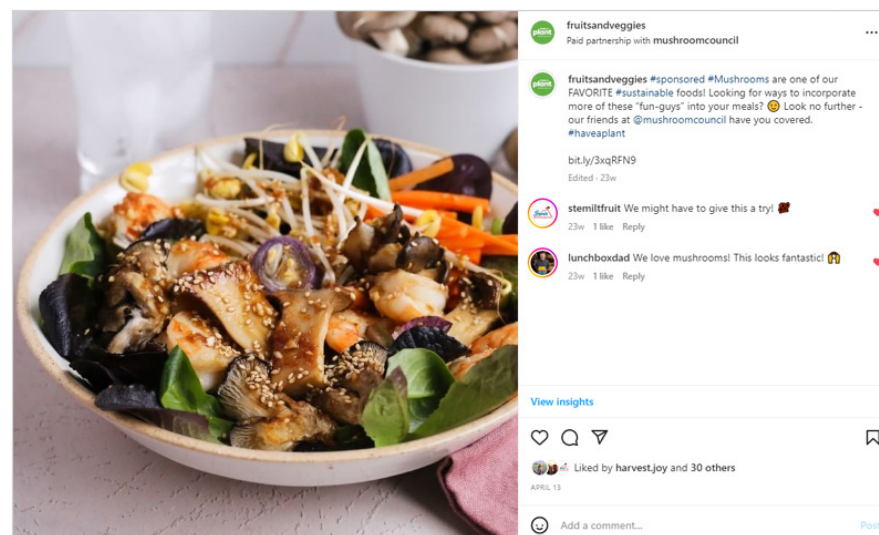 fruitsandveggies
Paid partnership with mushroomcouncil
fruitsandveggies #sponsored #Mushrooms are one of our
FAVORITE #sustainable foods! Looking for ways to incorporate
more of these "fun-guys" into your meals? 😉 Look no further -
our friends at @mushroomcouncil have you covered.
#haveaplant
bit.ly/3xqRFN9
Edited · 23w
stemiltfruit We might have to give this a try!
23w 1 like Reply
lunchboxdad We love mushrooms! This looks fantastic!
23w 1 like Reply
View insights
Liked by harvest.joy and 30 others
APRIL 13
Add a comment...
Post